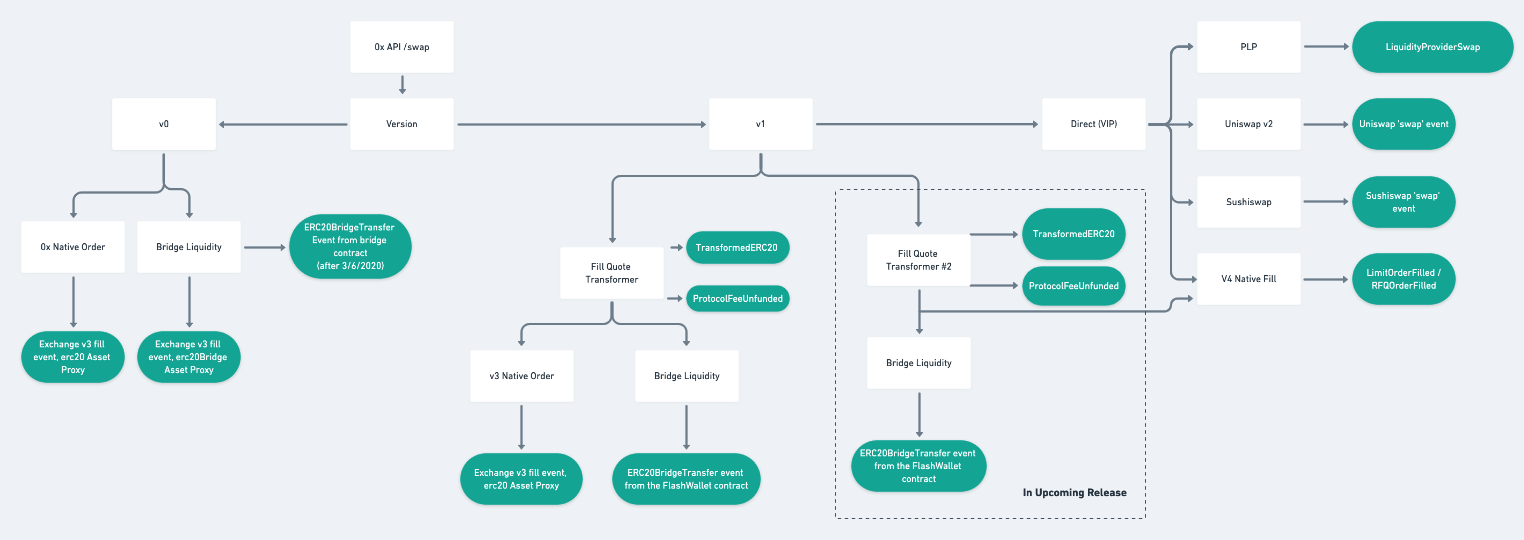 0x API /swap
PLP
LiquidityProviderSwap
v0
Version
v1
Direct (VIP)
Uniswap v2
Uniswap 'swap' event
Sushiswap
Sushiswap 'swap'
event
0x Native Order
Bridge Liquidity
ERC20BridgeTransfer
Event from bridge
contract
(after 3/6/2020)
Fill Quote
Transformer
TransformedERC20
ProtocolFeeUnfunded
Fill Quote
Transformer #2
TransformedERC20
ProtocolFeeUnfunded
V4 Native Fill
LimitOrderFilled /
RFQOrderFilled
Exchange v3 fill
event, erc20 Asset
Proxy
Exchange v3 fill
event, erc20Bridge
Asset Proxy
v3 Native Order
Bridge Liquidity
Bridge Liquidity
Exchange v3 fill event,
erc20 Asset Proxy
ERC20BridgeTransfer event
from the FlashWallet contract
ERC20BridgeTransfer event
from the FlashWallet
contract
In Upcoming Release